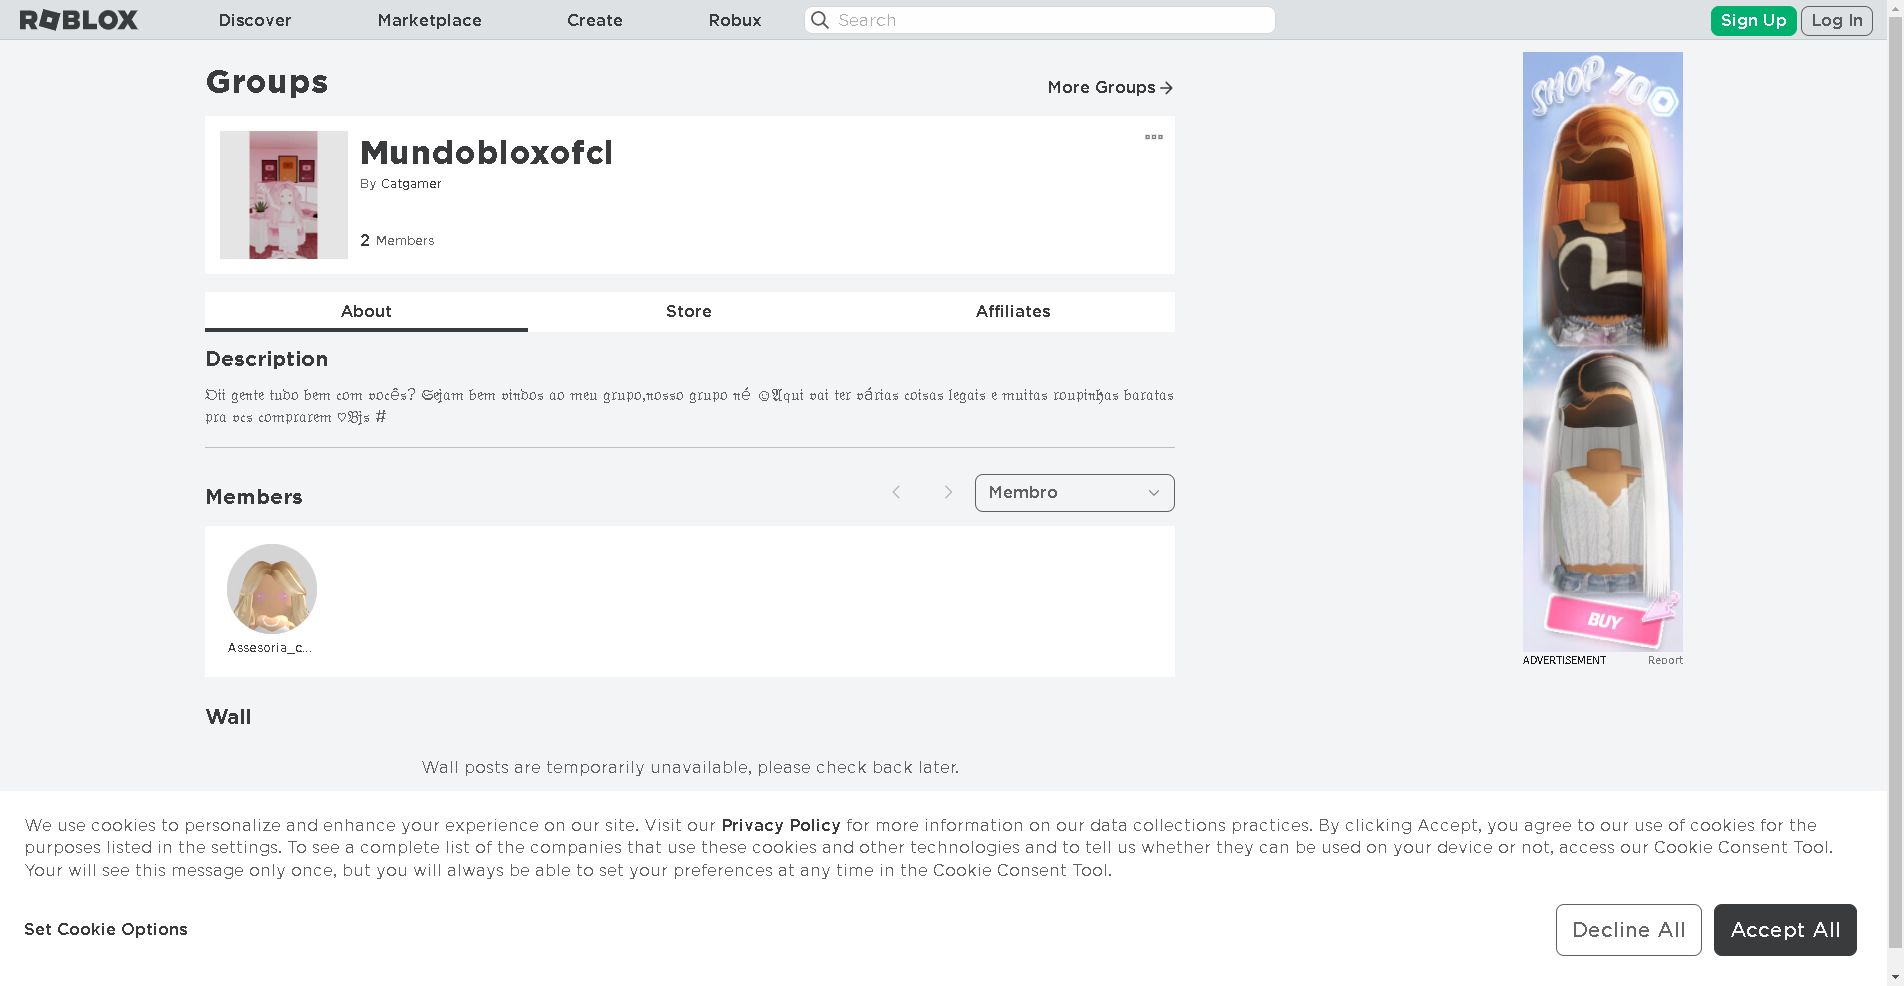 ROBLOX Discover Marketplace Create Robux Search Sign Up Log In
Groups
More Groups
Mundobloxofcl
By Catgamer
2 Members
About Store Affiliates
Description
𝔒𝔦𝔦 𝔤𝔢𝔫𝔱𝔢 𝔱𝔲𝔡𝔬 𝔟𝔢𝔪 𝔠𝔬𝔪 𝔳𝔬𝔠ê𝔰? 𝕾𝔢𝔧𝔞𝔪 𝔟𝔢𝔪 𝔳𝔦𝔫𝔡𝔬𝔰 𝔞𝔬 𝔪𝔢𝔲 𝔤𝔯𝔲𝔭𝔬,𝔫𝔬𝔰𝔰𝔬 𝔤𝔯𝔲𝔭𝔬 𝔫é ☺𝕬𝔮𝔲𝔦 𝔳𝔞𝔦 𝔱𝔢𝔯 𝔳á𝔯𝔦𝔞𝔰 𝔠𝔬𝔦𝔰𝔞𝔰 𝔩𝔢𝔤𝔞𝔦𝔰 𝔢 𝔪𝔲𝔦𝔱𝔞𝔰 𝔯𝔬𝔲𝔭𝔦𝔫𝔥𝔞𝔰 𝔟𝔞𝔯𝔞𝔱𝔞𝔰
𝔭𝔯𝔞 𝔳𝔠𝔰 𝔠𝔬𝔪𝔭𝔯𝔞𝔯𝔢𝔪 ♡𝔅𝔧𝔰 #
Members
Membro
Assesoria_c...
Wall
Wall posts are temporarily unavailable, please check back later.
SHOP 70
BUY
ADVERTISEMENT Report
We use cookies to personalize and enhance your experience on our site. Visit our Privacy Policy for more information on our data collections practices. By clicking Accept, you agree to our use of cookies for the
purposes listed in the settings. To see a complete list of the companies that use these cookies and other technologies and to tell us whether they can be used on your device or not, access our Cookie Consent Tool.
Your will see this message only once, but you will always be able to set your preferences at any time in the Cookie Consent Tool.
Set Cookie Options
Decline All
Accept All